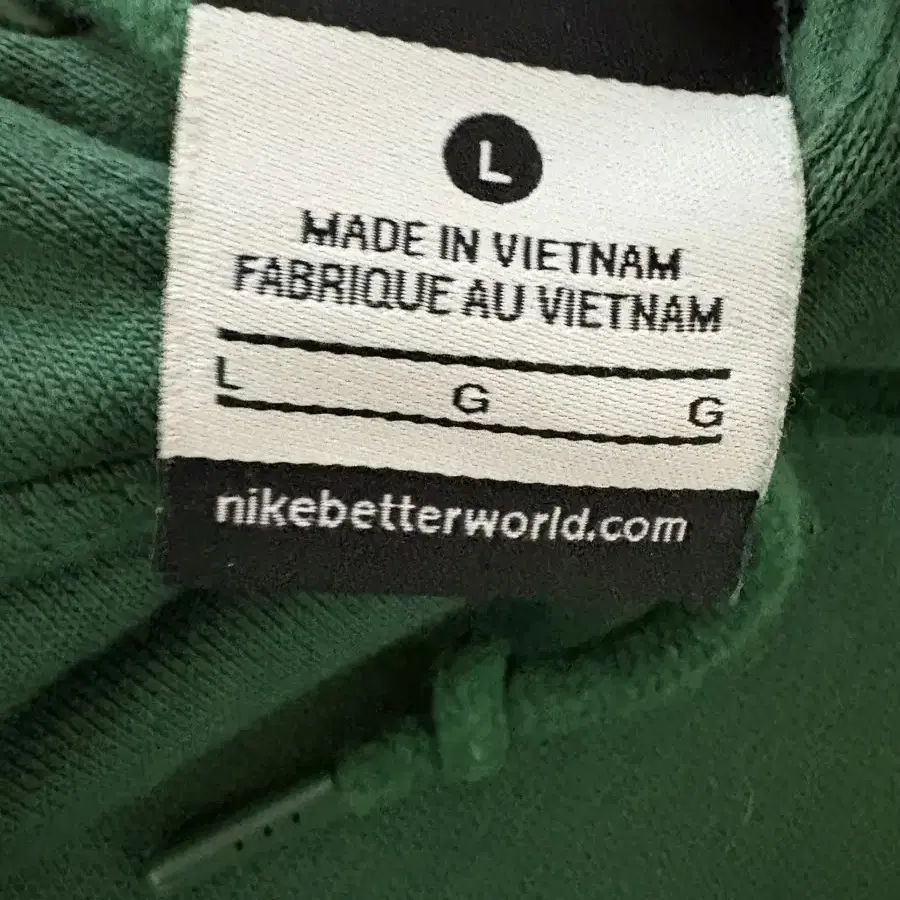 L
MADE IN VIETNAM
FABRIQUE AU VIETNAM
L G G
nikebetterworld.com